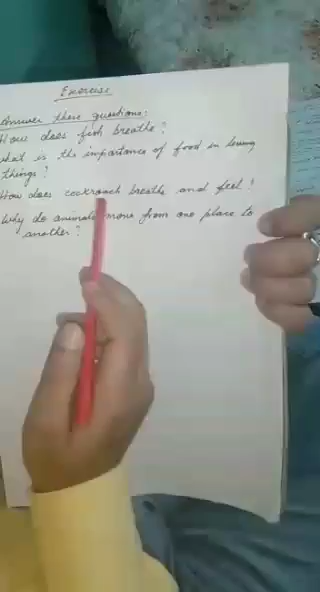 Exercise
Answer these questions:
How does fish breathe?
what is the importance of food in living
things?
How does cockroach breathe and feel?
Why do animals move from one place to
another?